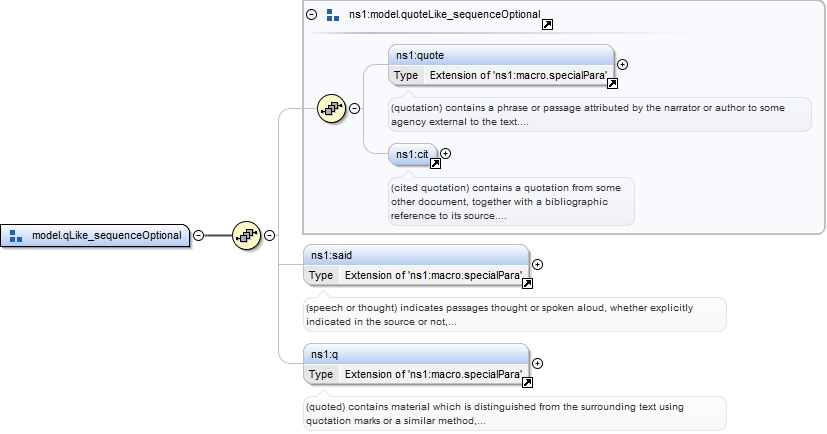 ns1:model.quoteLike_sequenceOptional
ns1:quote
Type Extension of 'ns1:macro.specialPara'
(quotation) contains a phrase or passage attributed by the narrator or author to some
agency external to the text....
ns1:cit
(cited quotation) contains a quotation from some
other document, together with a bibliographic
reference to its source....
model.qLike_sequenceOptional
ns1:said
Type Extension of 'ns1:macro.specialPara'
(speech or thought) indicates passages thought or spoken aloud, whether explicitly
indicated in the source or not,...
ns1:q
Type Extension of 'ns1:macro.specialPara'
(quoted) contains material which is distinguished from the surrounding text using
quotation marks or a similar method,...